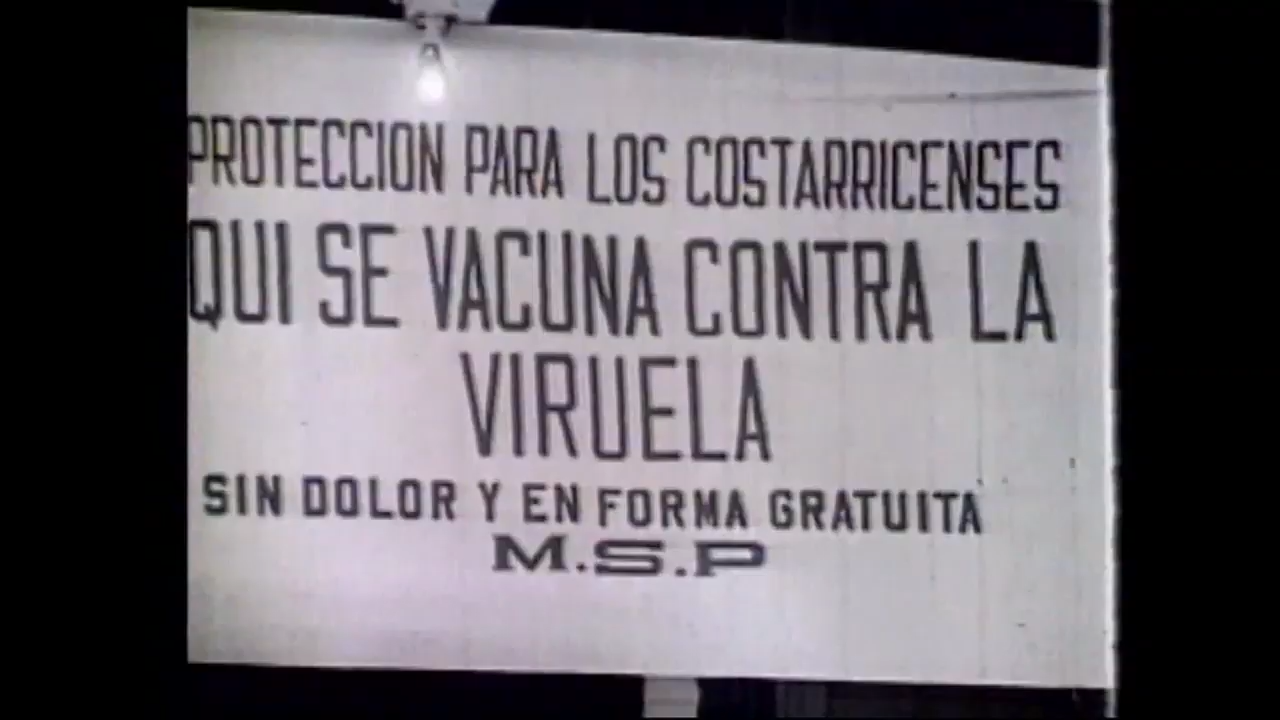 PROTECCION PARA LOS COSTARRICENSES
QUI SE VACUNA CONTRA LA
VIRUELA
SIN DOLOR Y EN FORMA GRATUITA
M.S.P